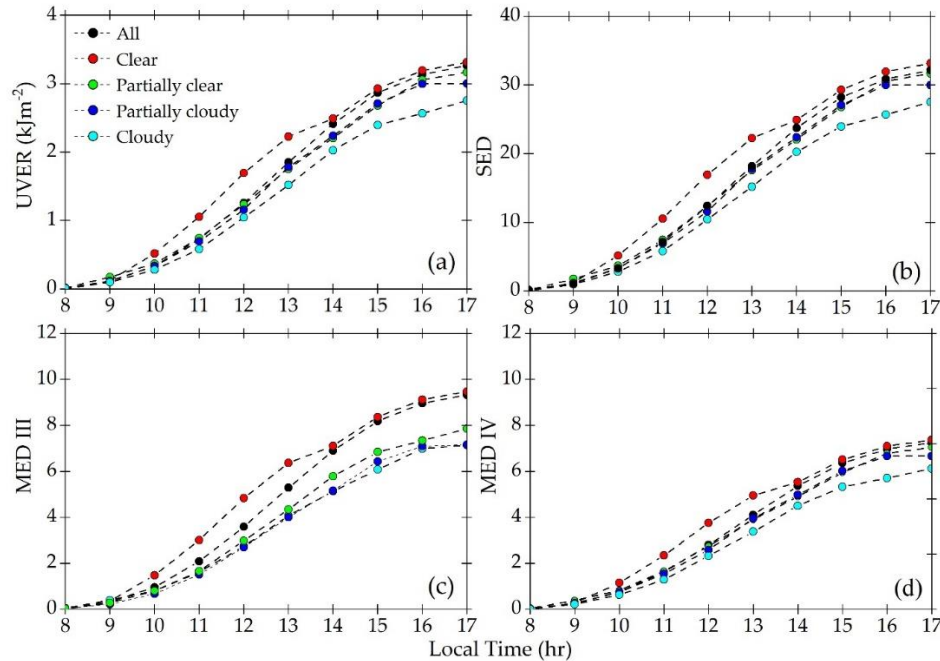 4
3
2
1
0
UVER (kJm-2)
All
Clear
Partially clear
Partially cloudy
Cloudy
(a)
8 9 10 11 12 13 14 15 16 17
40
30
20
10
0
SED
(b)
8 9 10 11 12 13 14 15 16 17
12
10
8
6
4
2
0
MED III
(c)
8 9 10 11 12 13 14 15 16 17
12
10
8
6
4
2
0
MED IV
(d)
8 9 10 11 12 13 14 15 16 17
Local Time (hr)